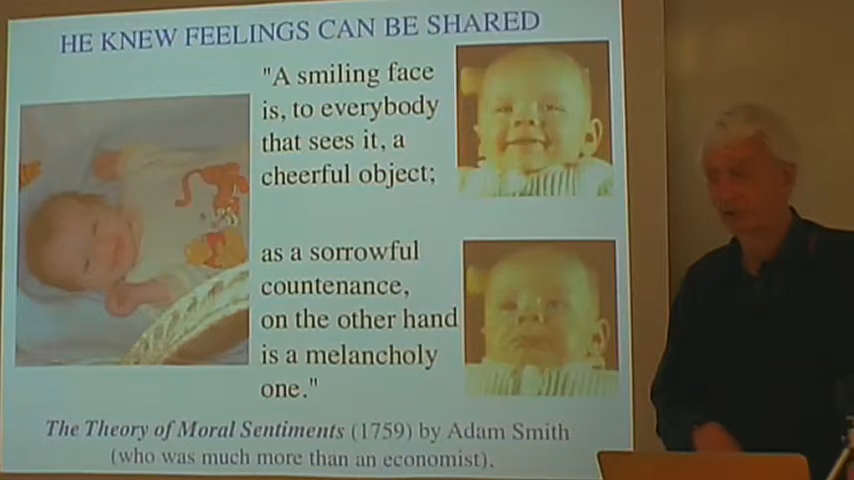 HE KNEW FEELINGS CAN BE SHARED
"A smiling face
is, to everybody
that sees it, a
cheerful object;
as a sorrowful
countenance,
on the other hand
is a melancholy
one."
The Theory of Moral Sentiments (1759) by Adam Smith
(who was much more than an economist).